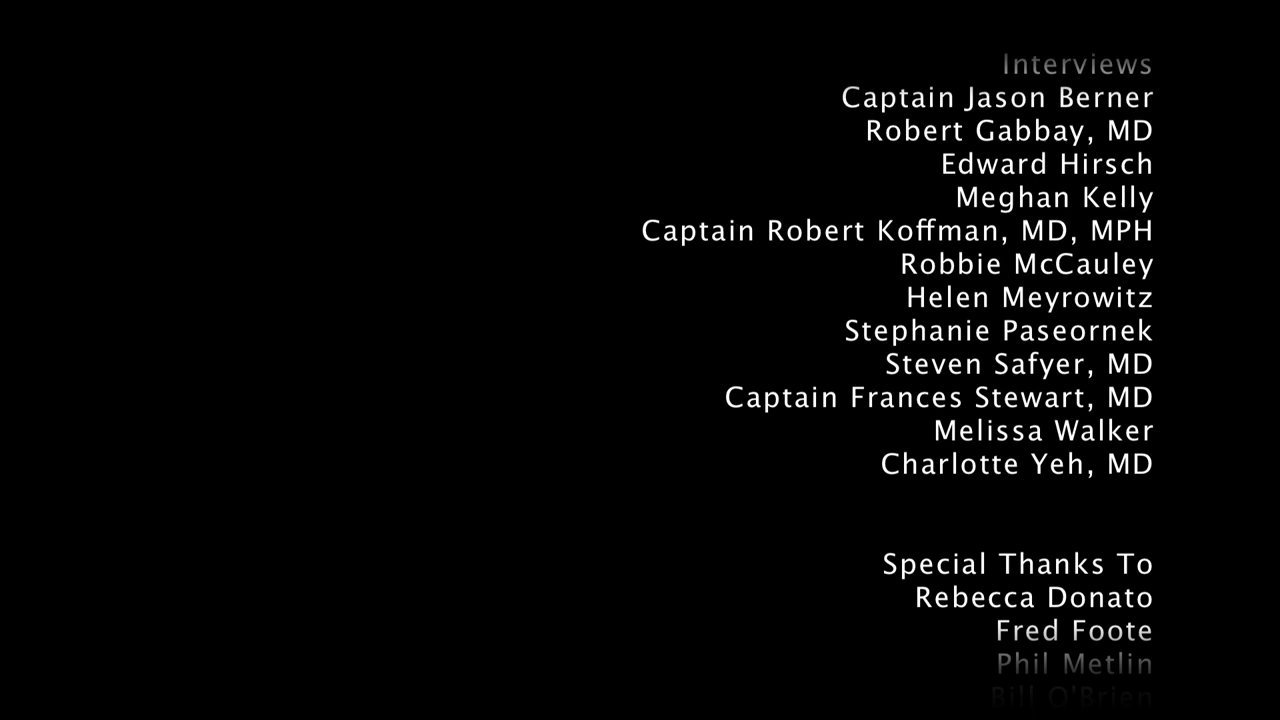 Interviews
Captain Jason Berner
Robert Gabbay, MD
Edward Hirsch
Meghan Kelly
Captain Robert Koffman, MD, MPH
Robbie McCauley
Helen Meyrowitz
Stephanie Paseornek
Steven Safyer, MD
Captain Frances Stewart, MD
Melissa Walker
Charlotte Yeh, MD
Special Thanks To
Rebecca Donato
Fred Foote
Phil Metlin
Bill O'Brien